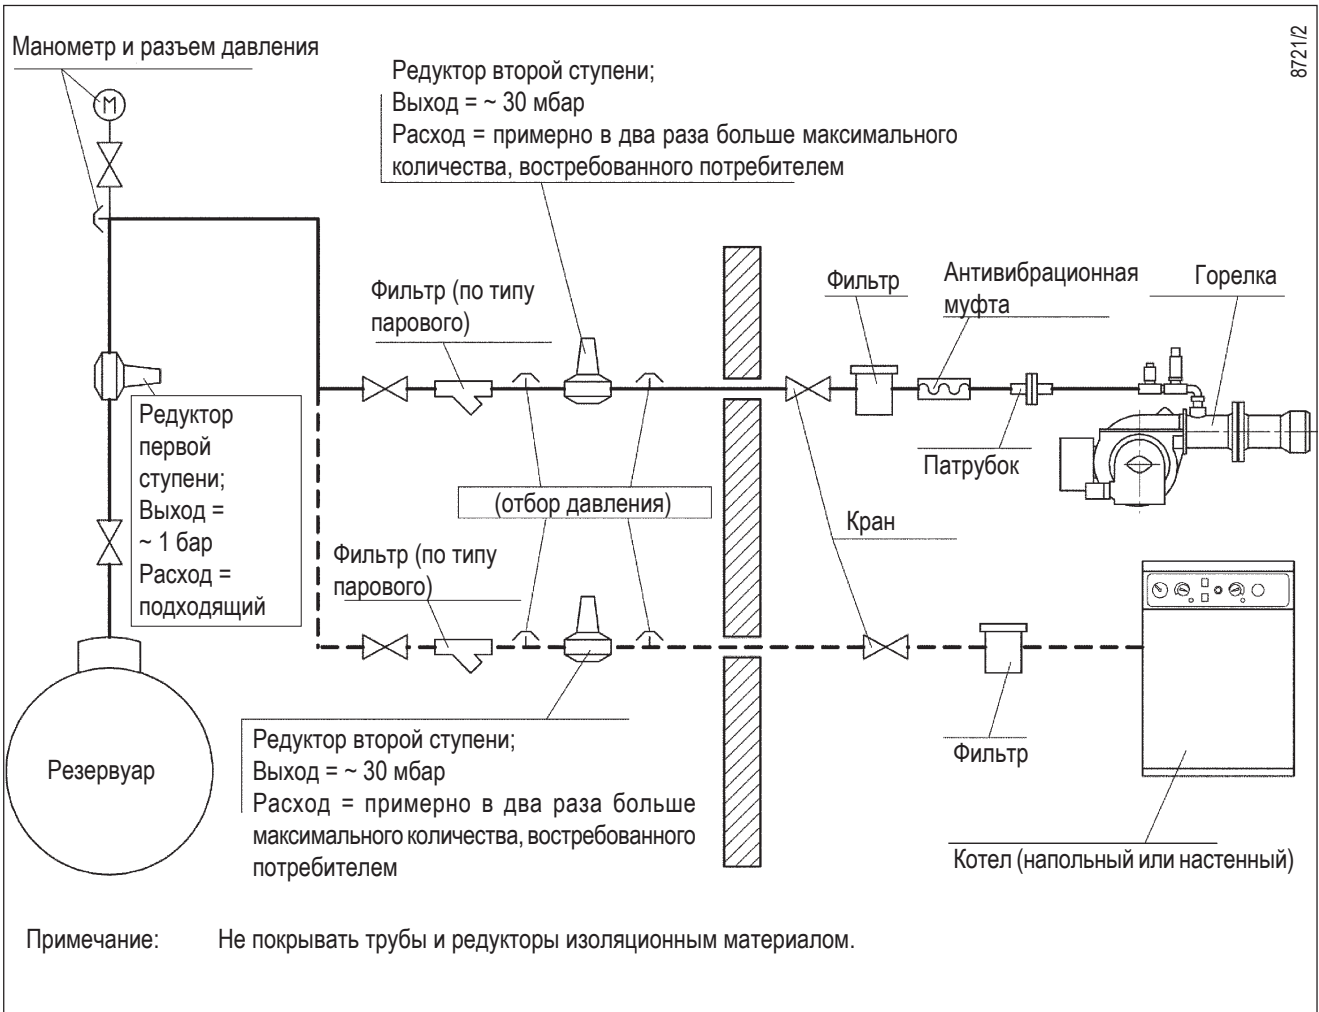 8721/2
Манометр и разъем давления
М
Редуктор второй ступени;
Выход = ~ 30 мбар
Расход = примерно в два раза больше максимального
количества, востребованного потребителем
Фильтр (по типу
парового)
Фильтр
Антивибрационная
муфта
Горелка
Редуктор
первой
ступени;
Выход =
~ 1 бар
Расход =
подходящий
Патрубок
(отбор давления)
Кран
Фильтр (по типу
парового)
Резервуар
Редуктор второй ступени;
Выход = ~ 30 мбар
Расход = примерно в два раза больше
максимального количества, востребованного
потребителем
Фильтр
Котел (напольный или настенный)
Примечание: Не покрывать трубы и редукторы изоляционным материалом.